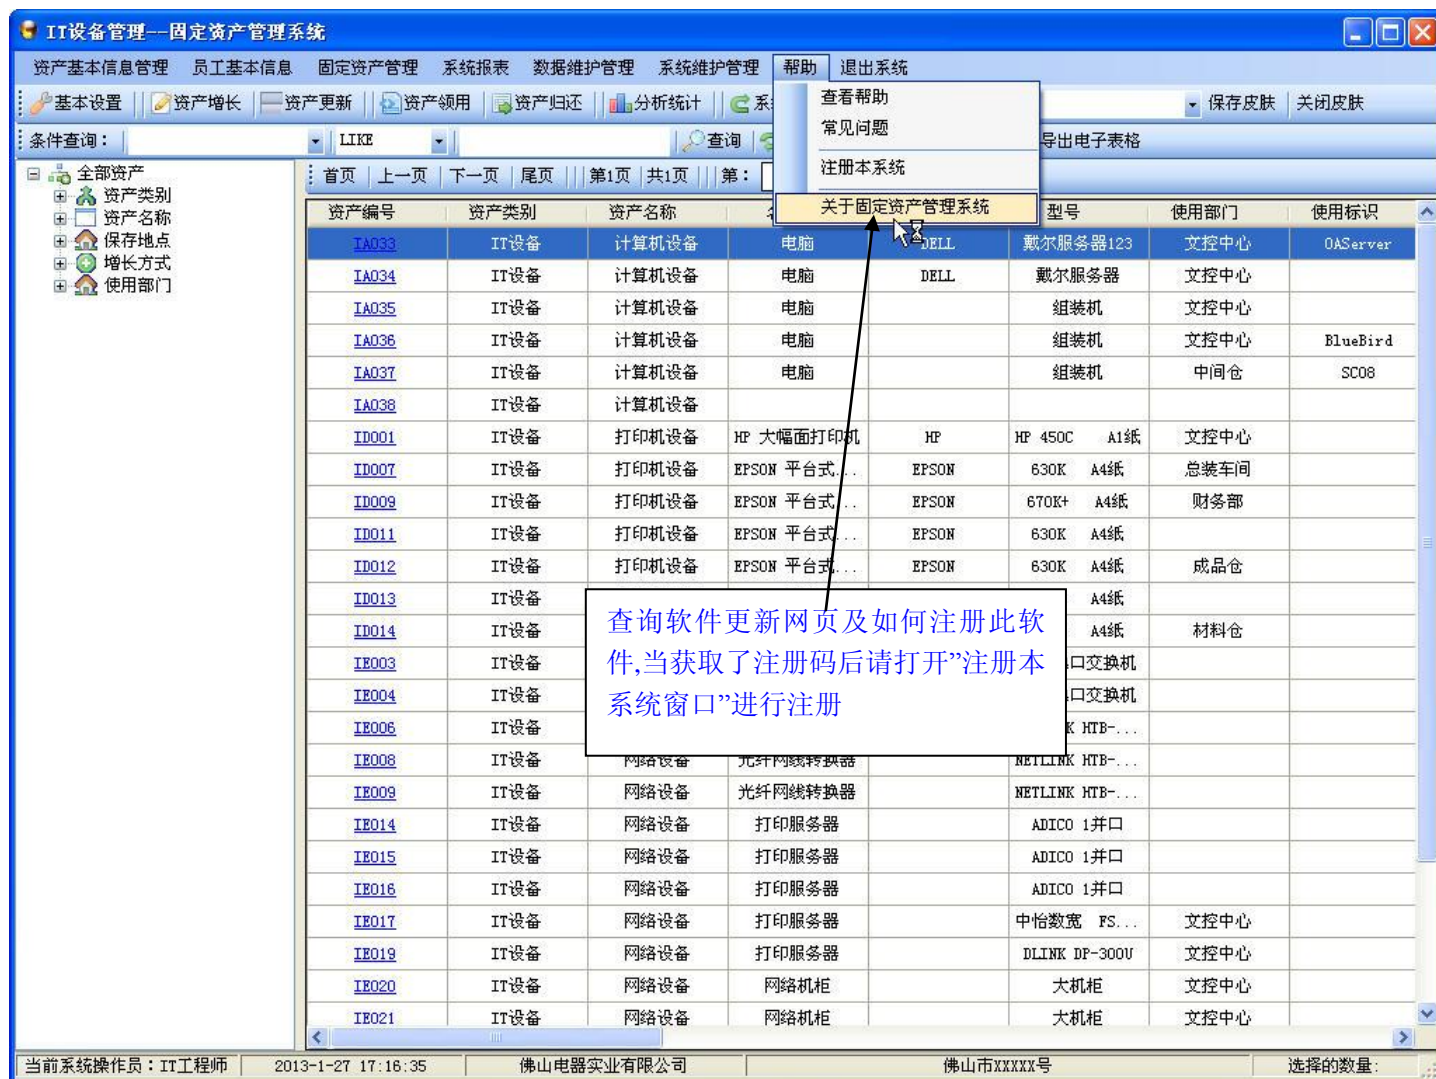 IT设备管理--固定资产管理系统
资产基本信息管理 员工基本信息 固定资产管理 系统报表 数据维护管理 系统维护管理 帮助 退出系统
基本设置 资产增长 资产更新 资产领用 资产归还 分析统计 系 保存皮肤 关闭皮肤
查看帮助
常见问题
注册本系统
关于固定资产管理系统
条件查询： LIKE 查询 导出电子表格
首页 上一页 下一页 尾页 第1页 共1页 第：
全部资产
资产类别
资产名称
保存地点
增长方式
使用部门
资产编号 资产类别 资产名称 型号 使用部门 使用标识
IA033 IT设备 计算机设备 电脑 DELL 戴尔服务器123 文控中心 OAServer
IA034 IT设备 计算机设备 电脑 DELL 戴尔服务器 文控中心
IA035 IT设备 计算机设备 电脑 组装机 文控中心
IA036 IT设备 计算机设备 电脑 组装机 文控中心 BlueBird
IA037 IT设备 计算机设备 电脑 组装机 中间仓 SC08
IA038 IT设备 计算机设备
ID001 IT设备 打印机设备 HP 大幅面打印机 HP HP 450C A1纸 文控中心
ID007 IT设备 打印机设备 EPSON 平台式... EPSON 630K A4纸 总装车间
ID009 IT设备 打印机设备 EPSON 平台式... EPSON 670K+ A4纸 财务部
ID011 IT设备 打印机设备 EPSON 平台式... EPSON 630K A4纸
ID012 IT设备 打印机设备 EPSON 平台式... EPSON 630K A4纸 成品仓
ID013 IT设备 A4纸
ID014 IT设备 A4纸 材料仓
IE003 IT设备 口交换机
IE004 IT设备 口交换机
IE006 IT设备 K HTB-...
IE008 IT设备 网络设备 光纤网线转换器 NETLINK HTB-...
IE009 IT设备 网络设备 光纤网线转换器 NETLINK HTB-...
IE014 IT设备 网络设备 打印服务器 ADICO 1并口
IE015 IT设备 网络设备 打印服务器 ADICO 1并口
IE016 IT设备 网络设备 打印服务器 ADICO 1并口
IE017 IT设备 网络设备 打印服务器 中怡数宽 FS... 文控中心
IE019 IT设备 网络设备 打印服务器 DLINK DP-300U 文控中心
IE020 IT设备 网络设备 网络机柜 大机柜 文控中心
IE021 IT设备 网络设备 网络机柜 大机柜 文控中心
查询软件更新网页及如何注册此软
件,当获取了注册码后请打开”注册本
系统窗口”进行注册
当前系统操作员：IT工程师 2013-1-27 17:16:35 佛山电器实业有限公司 佛山市XXXXX号 选择的数量: